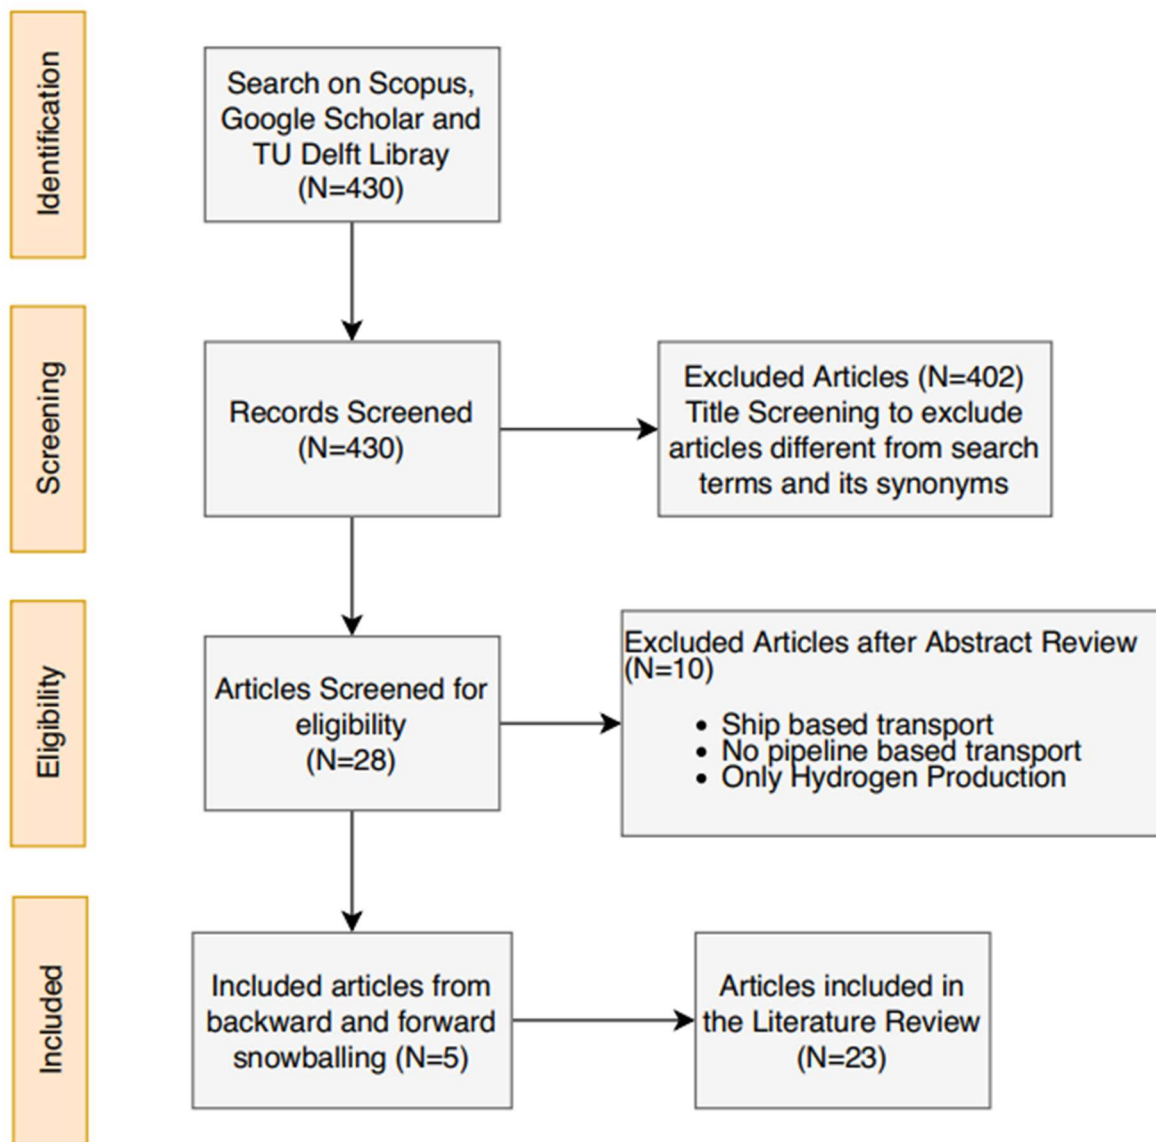 Identification
Search on Scopus,
Google Scholar and
TU Delft Libray
(N=430)
Screening
Records Screened
(N=430)
Excluded Articles (N=402)
Title Screening to exclude
articles different from search
terms and its synonyms
Eligibility
Articles Screened for
eligibility
(N=28)
Excluded Articles after Abstract Review
(N=10)
• Ship based transport
• No pipeline based transport
• Only Hydrogen Production
Included
Included articles from
backward and forward
snowballing (N=5)
Articles included in
the Literature Review
(N=23)